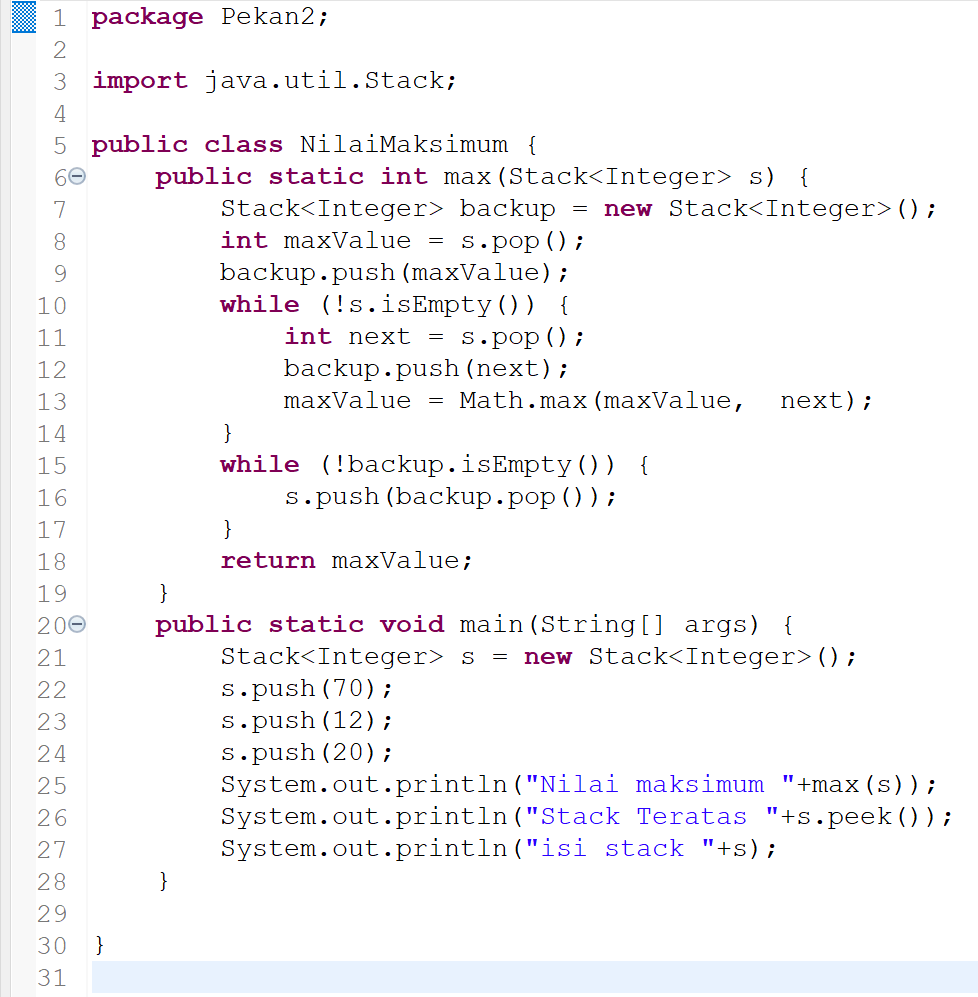 1 package Pekan2;
2
3 import java.util.Stack;
4
5 public class NilaiMaksimum {
6 public static int max(Stack<Integer> s) {
7 Stack<Integer> backup = new Stack<Integer>();
8 int maxValue = s.pop();
9 backup.push(maxValue);
10 while (!s.isEmpty()) {
11 int next = s.pop();
12 backup.push(next);
13 maxValue = Math.max(maxValue,  next);
14 }
15 while (!backup.isEmpty()) {
16 s.push(backup.pop());
17 }
18 return maxValue;
19 }
20 public static void main(String[] args) {
21 Stack<Integer> s = new Stack<Integer>();
22 s.push(70);
23 s.push(12);
24 s.push(20);
25 System.out.println("Nilai maksimum "+max(s));
26 System.out.println("Stack Teratas "+s.peek());
27 System.out.println("isi stack "+s);
28 }
29
30 }
31